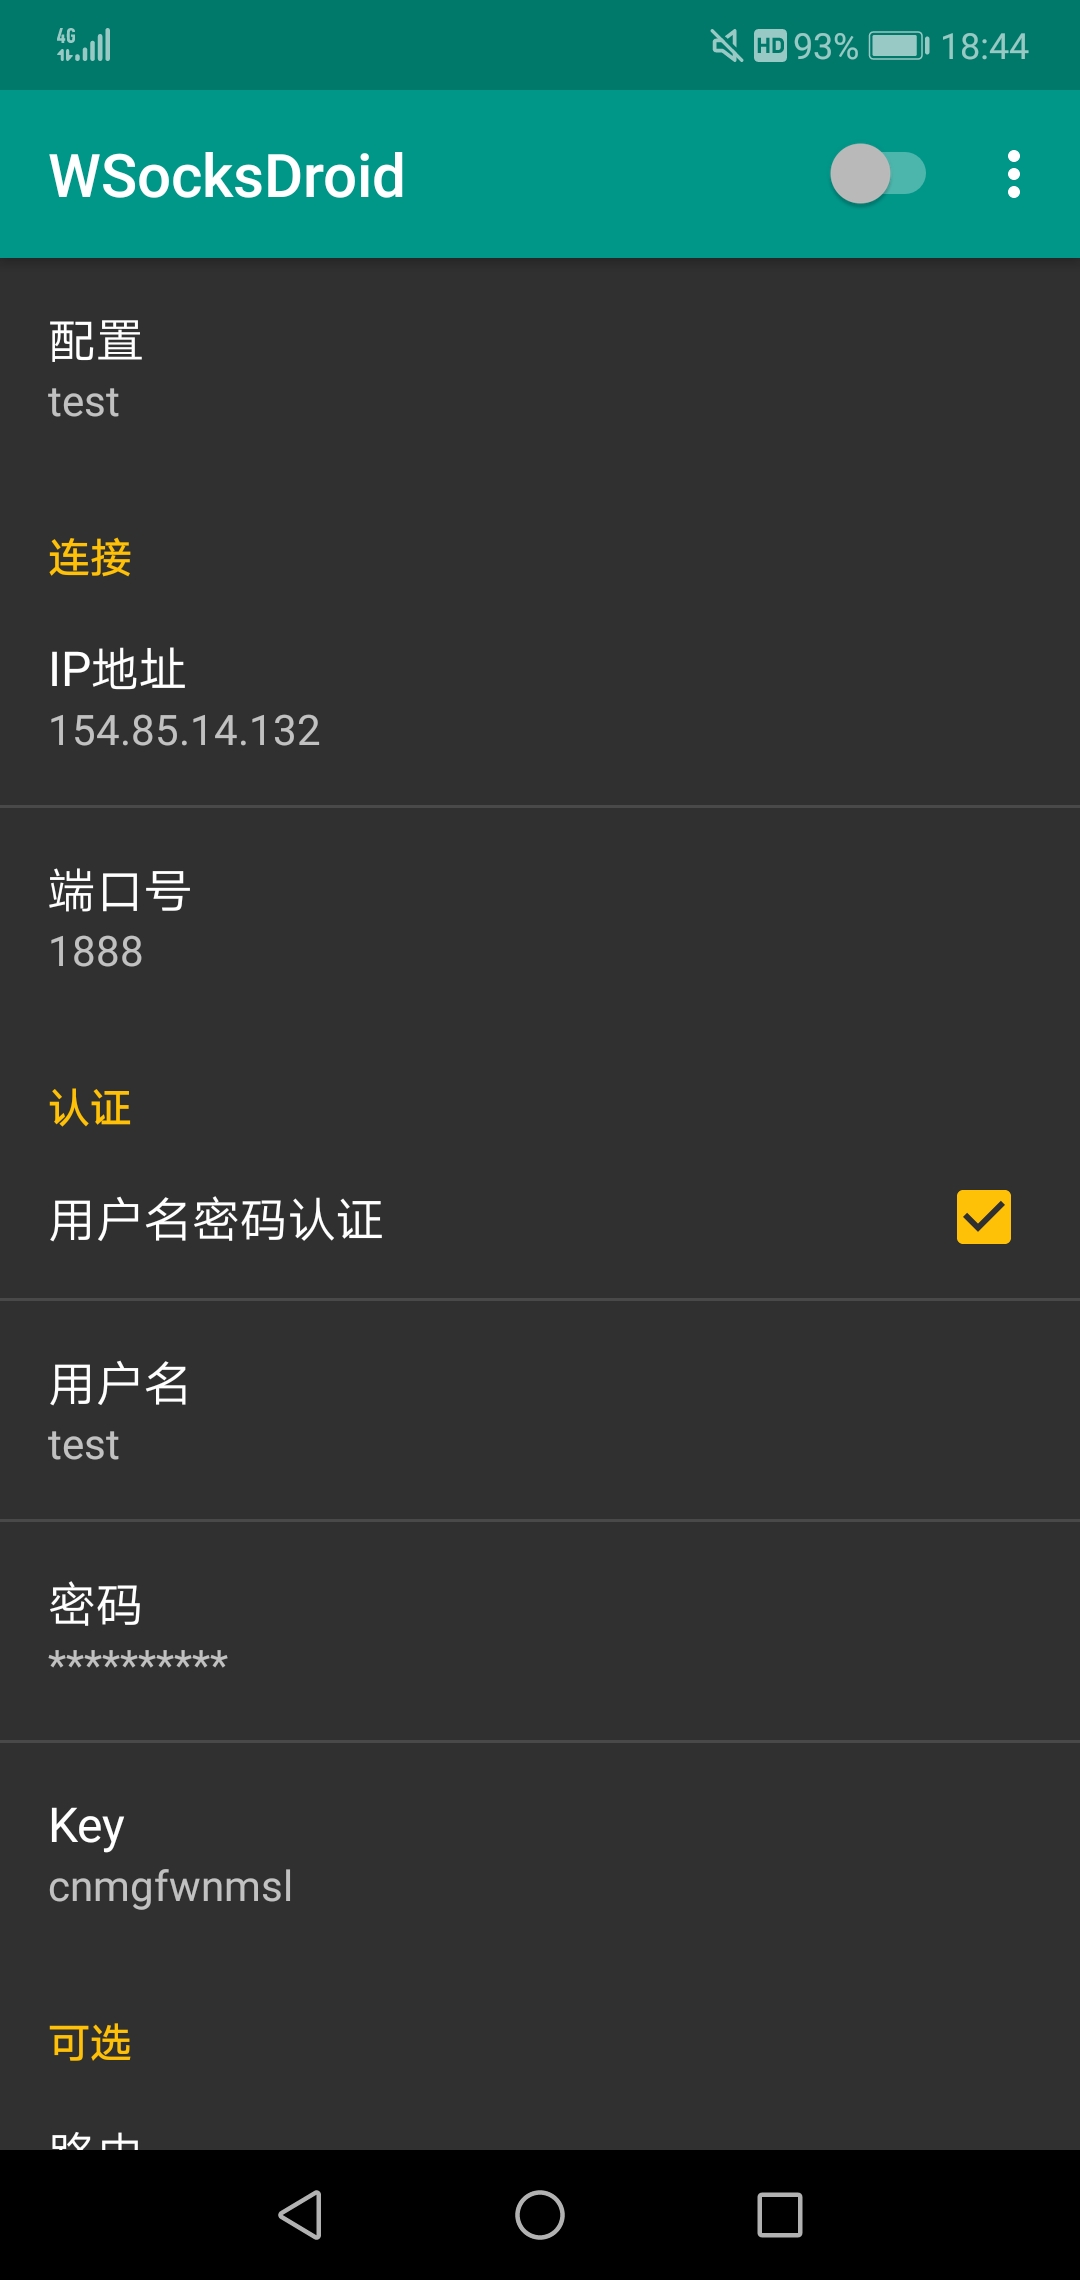 4G
HD 93% 18:44
WSocksDroid
配置
test
连接
IP地址
154.85.14.132
端口号
1888
认证
用户名密码认证
用户名
test
密码
**********
Key
cnmgfwnmsl
可选
路由